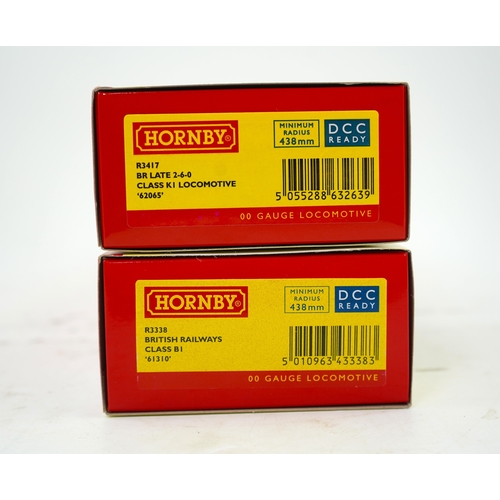 HORNBY®
MINIMUM
RADIUS
438mm
DCC
READY
R3417
BR LATE 2-6-0
CLASS K1 LOCOMOTIVE
'62065'
5 055288 632639
00 GAUGE LOCOMOTIVE
HORNBY®
MINIMUM
RADIUS
438mm
DCC
READY
R3338
BRITISH RAILWAYS
CLASS B1
'61310'
5 010963 433383
00 GAUGE LOCOMOTIVE